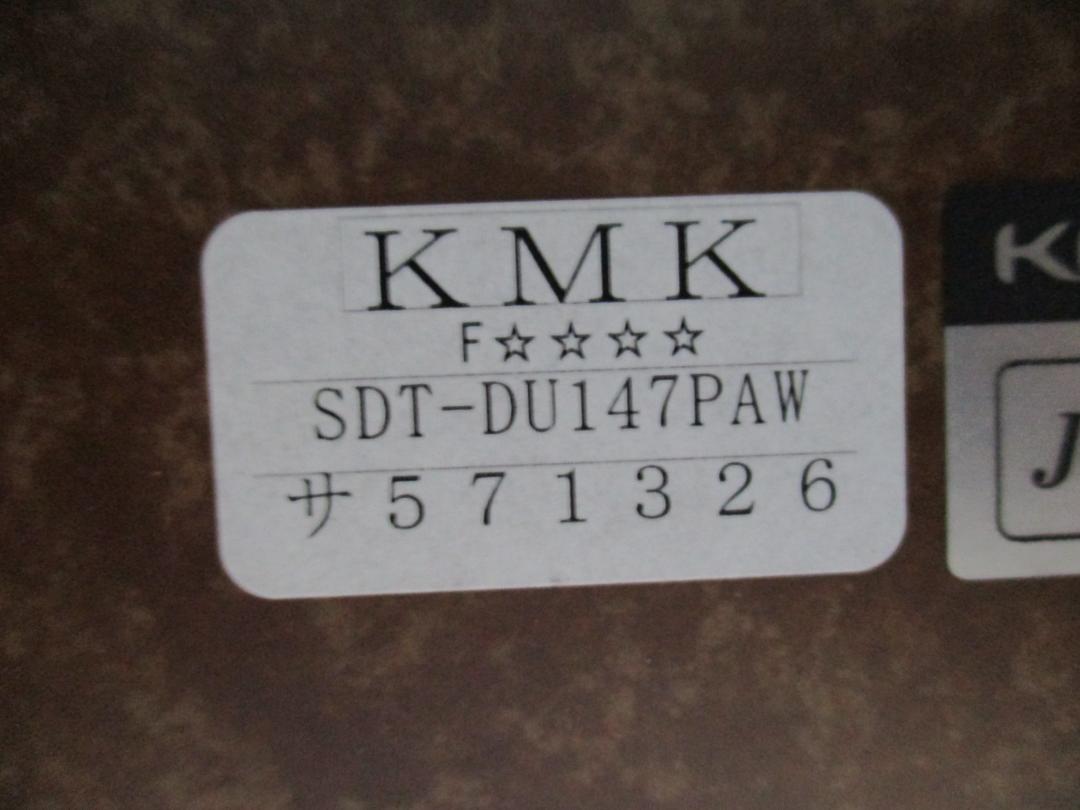 KMK
F☆☆☆☆
SDT-DU147PAW
サ571326